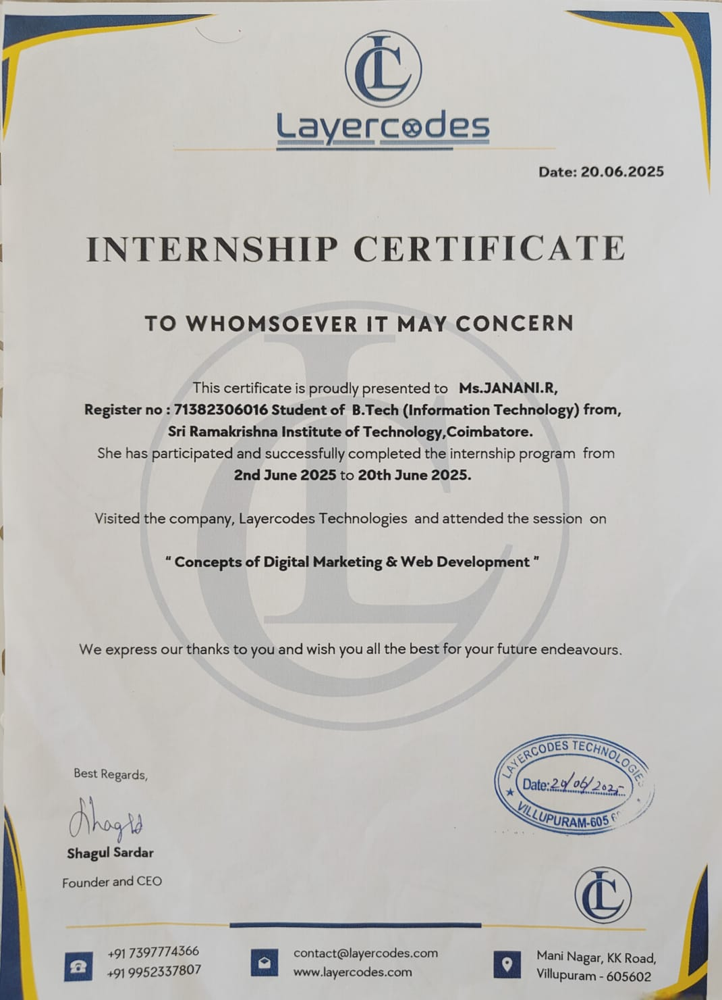 LC
Layercodes
Date: 20.06.2025
INTERNSHIP CERTIFICATE
TO WHOMSOEVER IT MAY CONCERN
This certificate is proudly presented to Ms.JANANI.R,
Register no : 71382306016 Student of B.Tech (Information Technology) from,
Sri Ramakrishna Institute of Technology,Coimbatore.
She has participated and successfully completed the internship program from
2nd June 2025 to 20th June 2025.
Visited the company, Layercodes Technologies and attended the session on
“ Concepts of Digital Marketing & Web Development ”
We express our thanks to you and wish you all the best for your future endeavours.
LAYERCODES TECHNOLOGIES
Date: 20/06/2025
★ VILLUPURAM-605
Best Regards,
Shagul Sardar
Founder and CEO
LC
+91 7397774366
+91 9952337807
contact@layercodes.com
www.layercodes.com
Mani Nagar, KK Road,
Villupuram - 605602